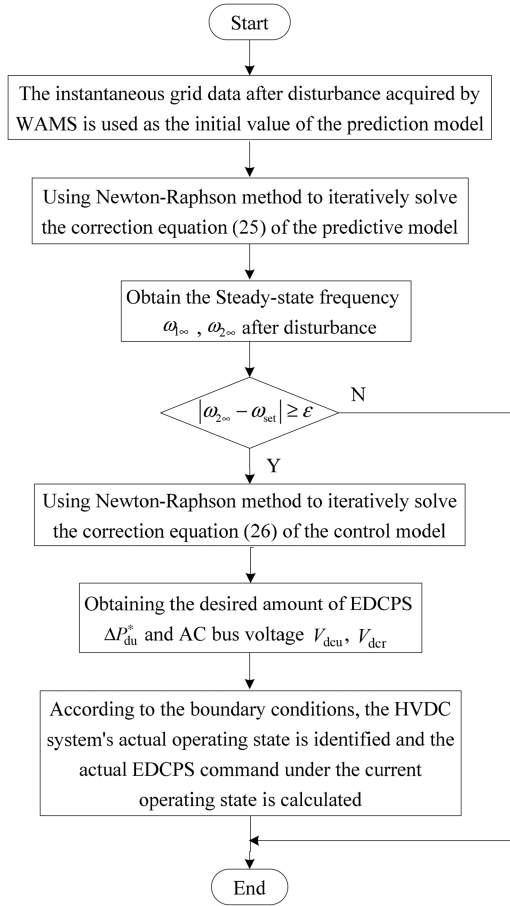 Start
The instantaneous grid data after disturbance acquired by
WAMS is used as the initial value of the prediction model
Using Newton-Raphson method to iteratively solve
the correction equation (25) of the predictive model
Obtain the Steady-state frequency
ω1∞ , ω2∞ after disturbance
|ω2∞ − ωset| ≥ ε
N
Y
Using Newton-Raphson method to iteratively solve
the correction equation (26) of the control model
Obtaining the desired amount of EDCPS
ΔP*du and AC bus voltage Vdcu, Vdcr
According to the boundary conditions, the HVDC
system's actual operating state is identified and the
actual EDCPS command under the current
operating state is calculated
End